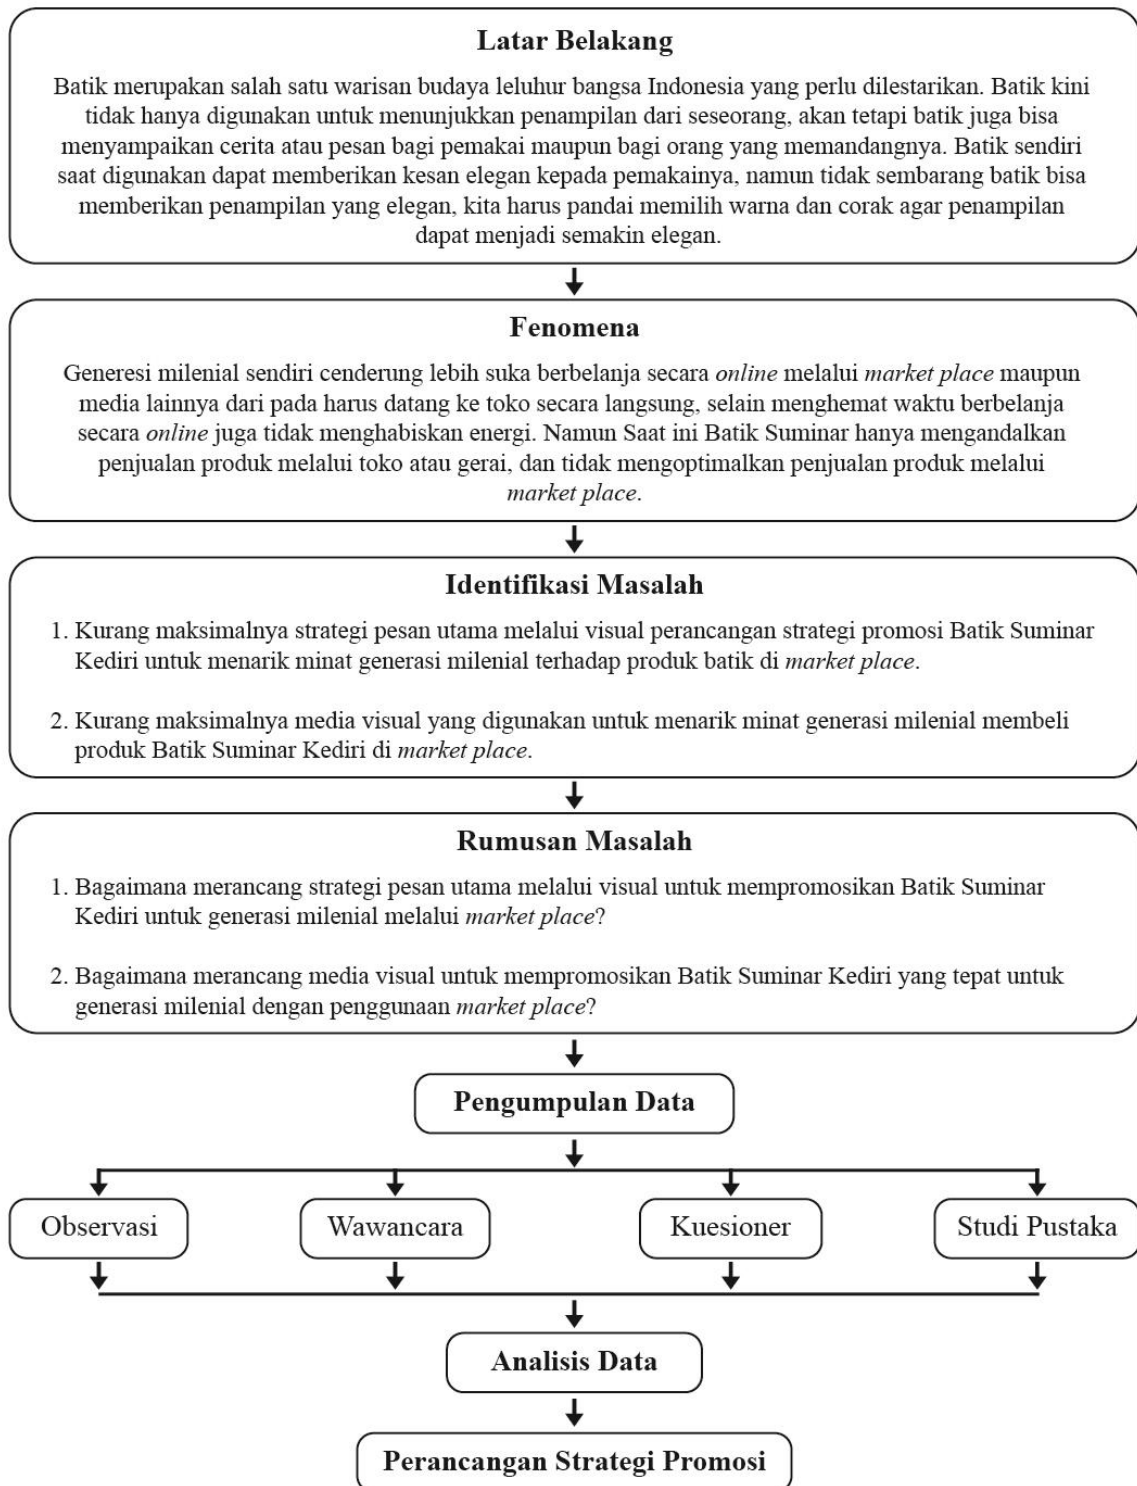 Latar Belakang
Batik merupakan salah satu warisan budaya leluhur bangsa Indonesia yang perlu dilestarikan. Batik kini
tidak hanya digunakan untuk menunjukkan penampilan dari seseorang, akan tetapi batik juga bisa
menyampaikan cerita atau pesan bagi pemakai maupun bagi orang yang memandangnya. Batik sendiri
saat digunakan dapat memberikan kesan elegan kepada pemakainya, namun tidak sembarang batik bisa
memberikan penampilan yang elegan, kita harus pandai memilih warna dan corak agar penampilan
dapat menjadi semakin elegan.
Fenomena
Generesi milenial sendiri cenderung lebih suka berbelanja secara online melalui market place maupun
media lainnya dari pada harus datang ke toko secara langsung, selain menghemat waktu berbelanja
secara online juga tidak menghabiskan energi. Namun Saat ini Batik Suminar hanya mengandalkan
penjualan produk melalui toko atau gerai, dan tidak mengoptimalkan penjualan produk melalui
market place.
Identifikasi Masalah
1. Kurang maksimalnya strategi pesan utama melalui visual perancangan strategi promosi Batik Suminar
Kediri untuk menarik minat generasi milenial terhadap produk batik di market place.
2. Kurang maksimalnya media visual yang digunakan untuk menarik minat generasi milenial membeli
produk Batik Suminar Kediri di market place.
Rumusan Masalah
1. Bagaimana merancang strategi pesan utama melalui visual untuk mempromosikan Batik Suminar
Kediri untuk generasi milenial melalui market place?
2. Bagaimana merancang media visual untuk mempromosikan Batik Suminar Kediri yang tepat untuk
generasi milenial dengan penggunaan market place?
Pengumpulan Data
Observasi
Wawancara
Kuesioner
Studi Pustaka
Analisis Data
Perancangan Strategi Promosi